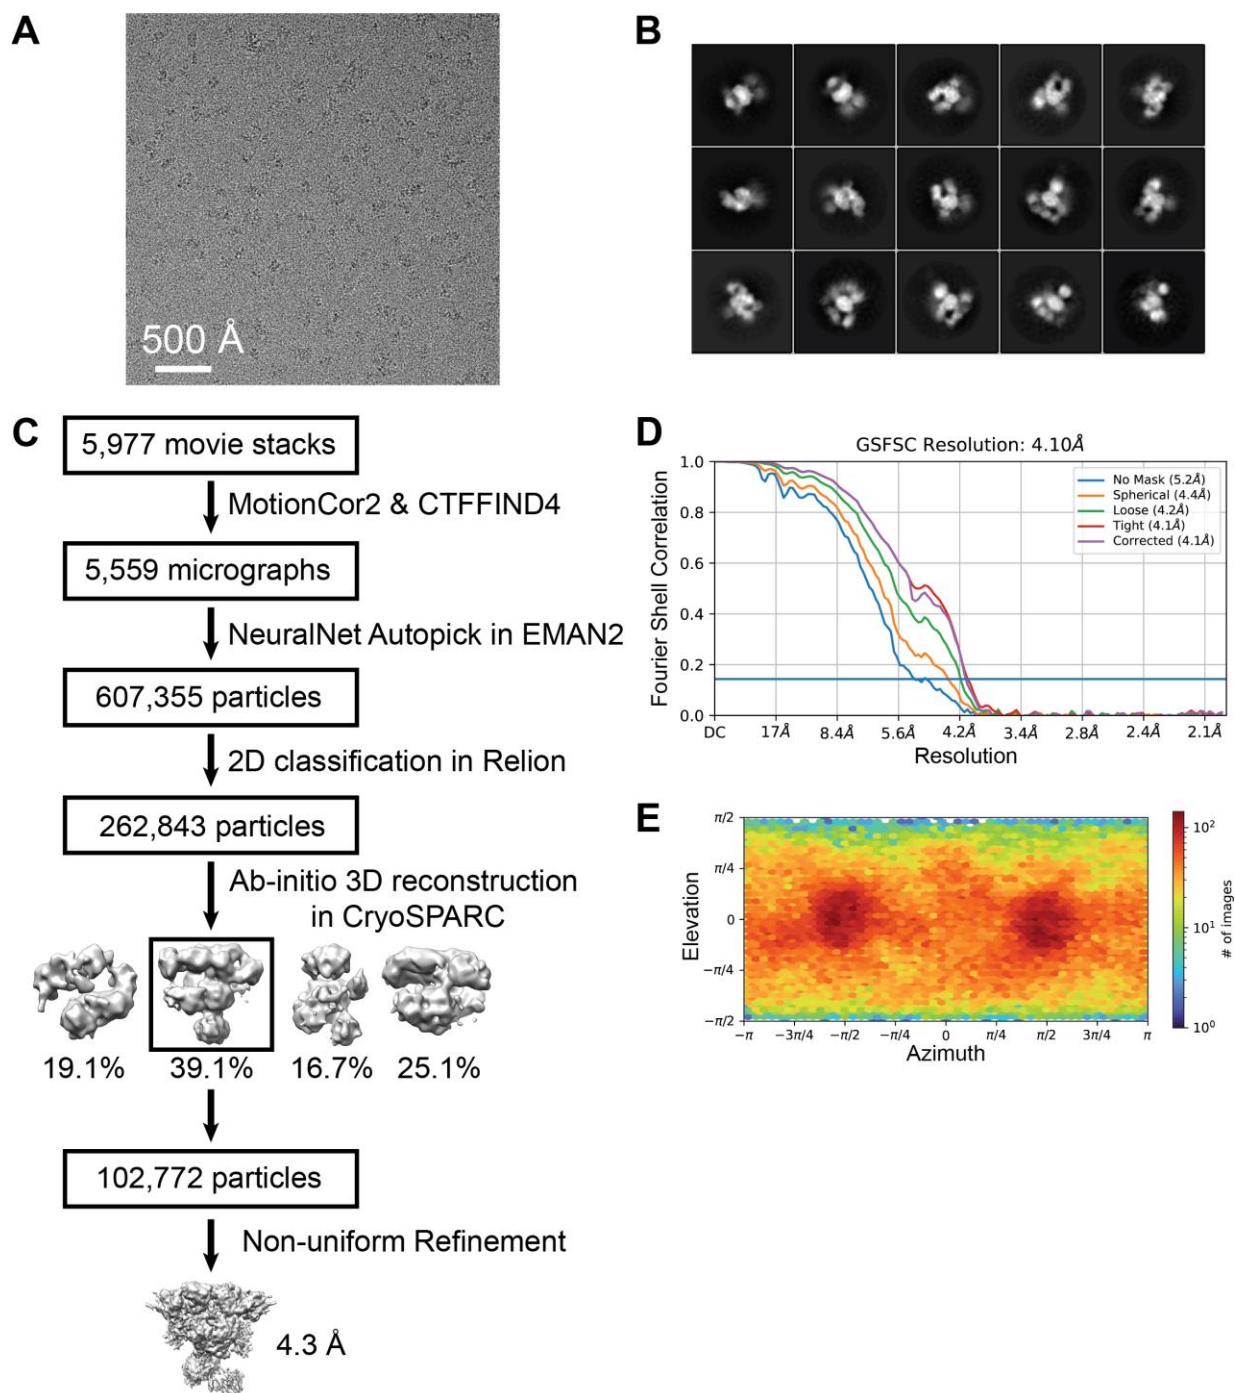 A
500 Å
B
C
5,977 movie stacks
MotionCor2 & CTFFIND4
5,559 micrographs
NeuralNet Autopick in EMAN2
607,355 particles
2D classification in Relion
262,843 particles
Ab-initio 3D reconstruction
in CryoSPARC
19.1% 39.1% 16.7% 25.1%
102,772 particles
Non-uniform Refinement
4.3 Å
D
GSFSC Resolution: 4.10Å
Fourier Shell Correlation
1.0
0.8
0.6
0.4
0.2
0.0
No Mask (5.2Å)
Spherical (4.4Å)
Loose (4.2Å)
Tight (4.1Å)
Corrected (4.1Å)
DC 17Å 8.4Å 5.6Å 4.2Å 3.4Å 2.8Å 2.4Å 2.1Å
Resolution
E
Elevation
π/2
π/4
0
−π/4
−π/2
−π −3π/4 −π/2 −π/4 0 π/4 π/2 3π/4 π
Azimuth
10²
10¹
10⁰
# of images